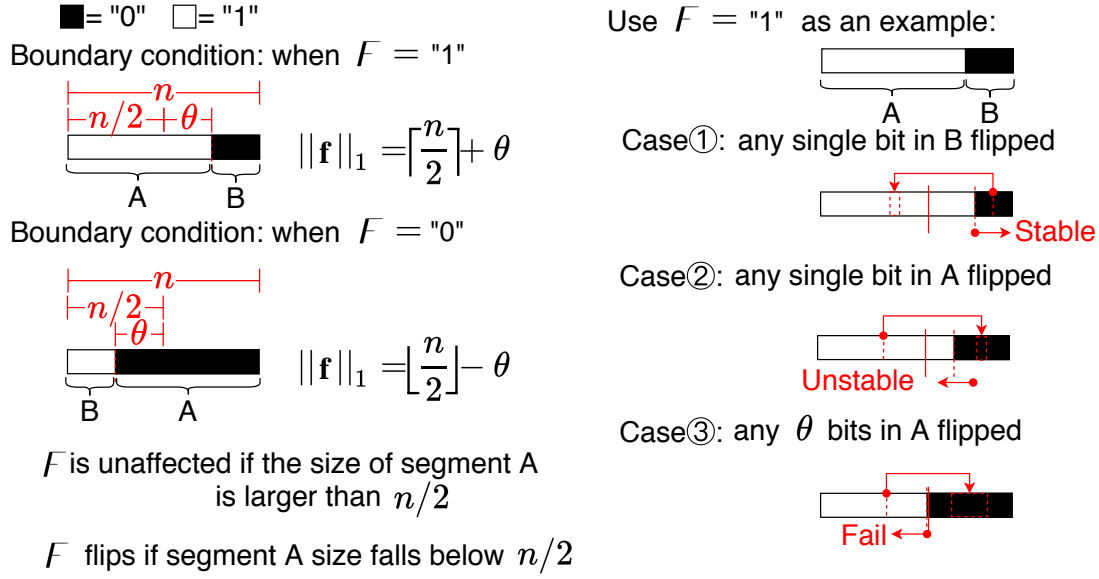 ■= "0" □= "1"
Boundary condition: when F = "1"
n
n/2 θ
||f||₁ = ⌈n/2⌉ + θ
A B
Boundary condition: when F = "0"
n
n/2
θ
||f||₁ = ⌊n/2⌋ − θ
B A
F is unaffected if the size of segment A
is larger than n/2
F flips if segment A size falls below n/2
Use F = "1" as an example:
A B
Case①: any single bit in B flipped
Stable
Case②: any single bit in A flipped
Unstable
Case③: any θ bits in A flipped
Fail